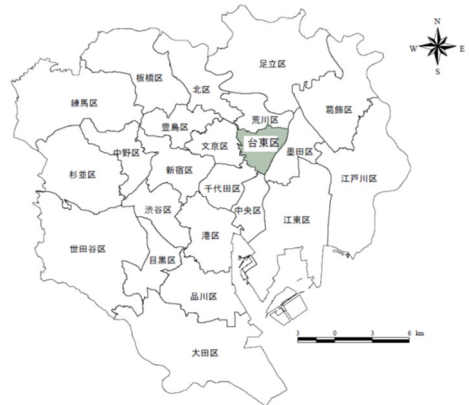 N
W
E
S
足立区
板橋区
北区
練馬区
葛飾区
荒川区
豊島区
文京区
台東区
墨田区
中野区
新宿区
杉並区
江戸川区
千代田区
渋谷区
中央区
江東区
港区
世田谷区
目黒区
品川区
大田区
3 0 3 6 km